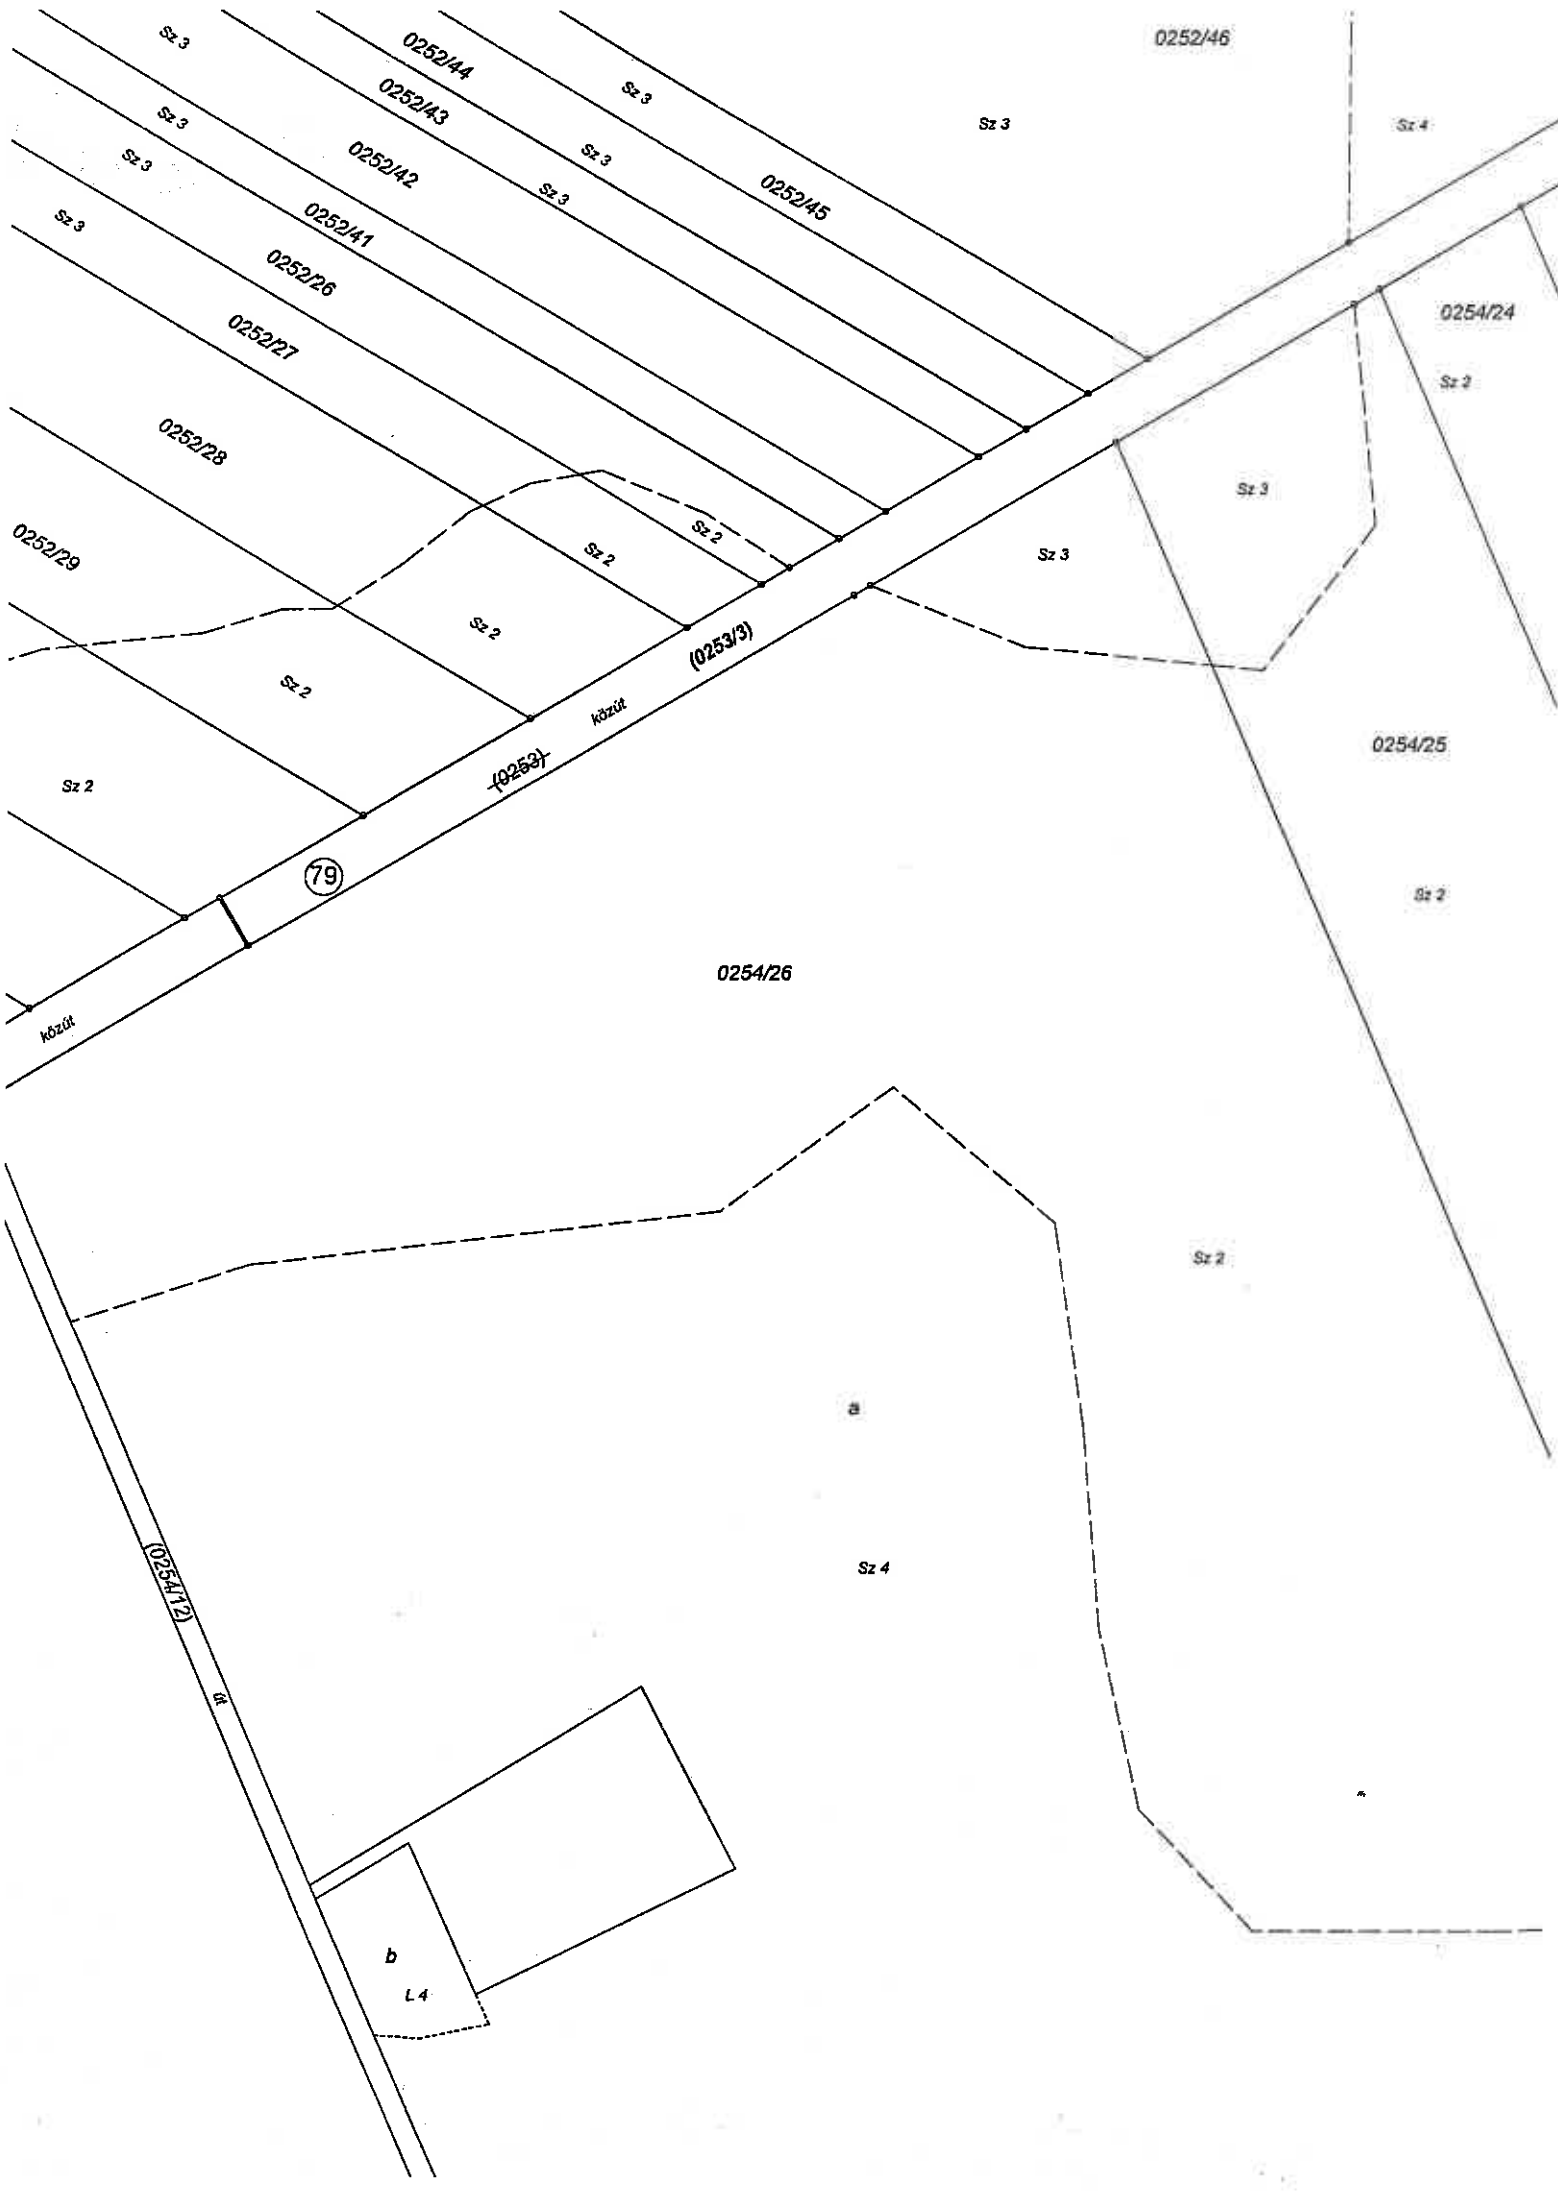 0252/46
Sz 3
0252/44
Sz 3
0252/43
Sz 3
Sz 3
Sz 4
Sz 3
0252/42
Sz 3
Sz 3
0252/45
0252/41
Sz 3
0252/26
0254/24
0252/27
Sz 2
0252/28
Sz 3
0252/29
Sz 2
Sz 2
Sz 3
Sz 2
(0253/3)
Sz 2
közút
0254/25
(0253)
Sz 2
79
Sz 2
0254/26
közút
Sz 2
a
Sz 4
(0254/12)
út
b
L 4